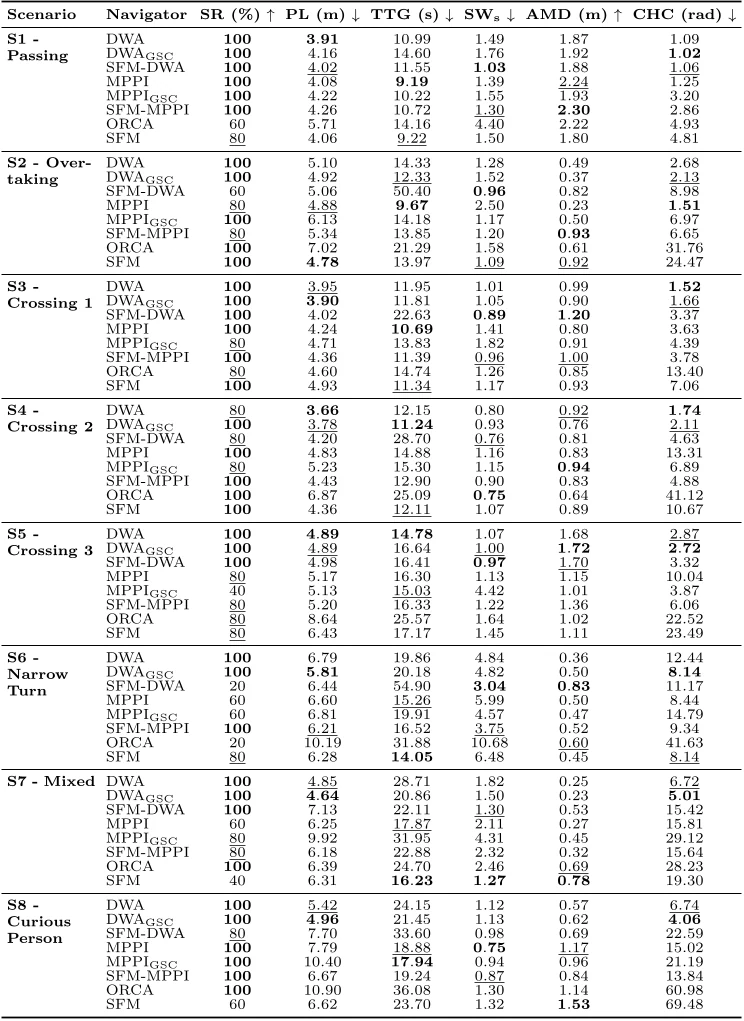 Scenario Navigator SR (%) ↑ PL (m) ↓ TTG (s) ↓ SWs ↓ AMD (m) ↑ CHC (rad) ↓
S1 - DWA 100 3.91 10.99 1.49 1.87 1.09
Passing DWAGSC 100 4.16 14.60 1.76 1.92 1.02
SFM-DWA 100 4.02 11.55 1.03 1.88 1.06
MPPI 100 4.08 9.19 1.39 2.24 1.25
MPPIGSC 100 4.22 10.22 1.55 1.93 3.20
SFM-MPPI 100 4.26 10.72 1.30 2.30 2.86
ORCA 60 5.71 14.16 4.40 2.22 4.93
SFM 80 4.06 9.22 1.50 1.80 4.81
S2 - Over- DWA 100 5.10 14.33 1.28 0.49 2.68
taking DWAGSC 100 4.92 12.33 1.52 0.37 2.13
SFM-DWA 60 5.06 50.40 0.96 0.82 8.98
MPPI 80 4.88 9.67 2.50 0.23 1.51
MPPIGSC 100 6.13 14.18 1.17 0.50 6.97
SFM-MPPI 80 5.34 13.85 1.20 0.93 6.65
ORCA 100 7.02 21.29 1.58 0.61 31.76
SFM 100 4.78 13.97 1.09 0.92 24.47
S3 - DWA 100 3.95 11.95 1.01 0.99 1.52
Crossing 1 DWAGSC 100 3.90 11.81 1.05 0.90 1.66
SFM-DWA 100 4.02 22.63 0.89 1.20 3.37
MPPI 100 4.24 10.69 1.41 0.80 3.63
MPPIGSC 80 4.71 13.83 1.82 0.91 4.39
SFM-MPPI 100 4.36 11.39 0.96 1.00 3.78
ORCA 80 4.60 14.74 1.26 0.85 13.40
SFM 100 4.93 11.34 1.17 0.93 7.06
S4 - DWA 80 3.66 12.15 0.80 0.92 1.74
Crossing 2 DWAGSC 100 3.78 11.24 0.93 0.76 2.11
SFM-DWA 80 4.20 28.70 0.76 0.81 4.63
MPPI 100 4.83 14.88 1.16 0.83 13.31
MPPIGSC 80 5.23 15.30 1.15 0.94 6.89
SFM-MPPI 100 4.43 12.90 0.90 0.83 4.88
ORCA 100 6.87 25.09 0.75 0.64 41.12
SFM 100 4.36 12.11 1.07 0.89 10.67
S5 - DWA 100 4.89 14.78 1.07 1.68 2.87
Crossing 3 DWAGSC 100 4.89 16.64 1.00 1.72 2.72
SFM-DWA 100 4.98 16.41 0.97 1.70 3.32
MPPI 80 5.17 16.30 1.13 1.15 10.04
MPPIGSC 40 5.13 15.03 4.42 1.01 3.87
SFM-MPPI 80 5.20 16.33 1.22 1.36 6.06
ORCA 80 8.64 25.57 1.64 1.02 22.52
SFM 80 6.43 17.17 1.45 1.11 23.49
S6 - DWA 100 6.79 19.86 4.84 0.36 12.44
Narrow DWAGSC 100 5.81 20.18 4.82 0.50 8.14
Turn SFM-DWA 20 6.44 54.90 3.04 0.83 11.17
MPPI 60 6.60 15.26 5.99 0.50 8.44
MPPIGSC 60 6.81 19.91 4.57 0.47 14.79
SFM-MPPI 100 6.21 16.52 3.75 0.52 9.34
ORCA 20 10.19 31.88 10.68 0.60 41.63
SFM 80 6.28 14.05 6.48 0.45 8.14
S7 - Mixed DWA 100 4.85 28.71 1.82 0.25 6.72
DWAGSC 100 4.64 20.86 1.50 0.23 5.01
SFM-DWA 100 7.13 22.11 1.30 0.53 15.42
MPPI 60 6.25 17.87 2.11 0.27 15.81
MPPIGSC 80 9.92 31.95 4.31 0.45 29.12
SFM-MPPI 80 6.18 22.88 2.32 0.32 15.64
ORCA 100 6.39 24.70 2.46 0.69 28.23
SFM 40 6.31 16.23 1.27 0.78 19.30
S8 - DWA 100 5.42 24.15 1.12 0.57 6.74
Curious DWAGSC 100 4.96 21.45 1.13 0.62 4.06
Person SFM-DWA 80 7.70 33.60 0.98 0.69 22.59
MPPI 100 7.79 18.88 0.75 1.17 15.02
MPPIGSC 100 10.40 17.94 0.94 0.96 21.19
SFM-MPPI 100 6.67 19.24 0.87 0.84 13.84
ORCA 100 10.90 36.08 1.30 1.14 60.98
SFM 60 6.62 23.70 1.32 1.53 69.48